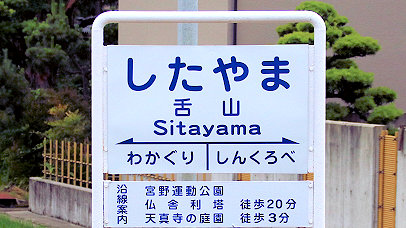 したやま
舌山
Sitayama
わかぐり しんくろべ
沿線案内
宮野運動公園
仏舎利塔 徒歩20分
天真寺の庭園 徒歩3分